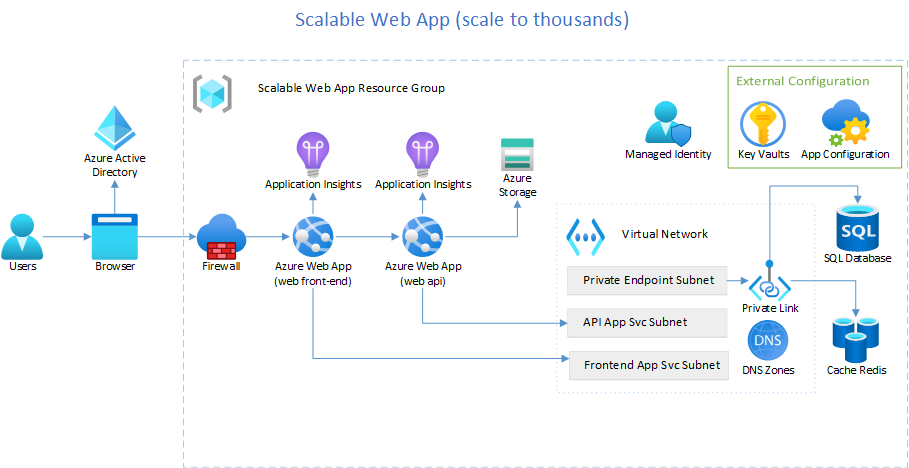 Scalable Web App (scale to thousands)
Scalable Web App Resource Group
External Configuration
Key Vaults
App Configuration
Managed Identity
Azure Active
Directory
Application Insights
Application Insights
Azure
Storage
Users
Browser
Firewall
Azure Web App
(web front-end)
Azure Web App
(web api)
Virtual Network
SQL
SQL Database
Private Endpoint Subnet
Private Link
API App Svc Subnet
DNS
DNS Zones
Frontend App Svc Subnet
Cache Redis